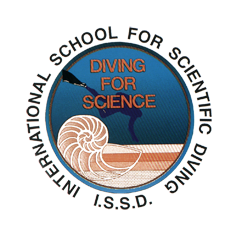 INTERNATIONAL SCHOOL FOR SCIENTIFIC DIVING
I.S.S.D.
DIVING
FOR
SCIENCE